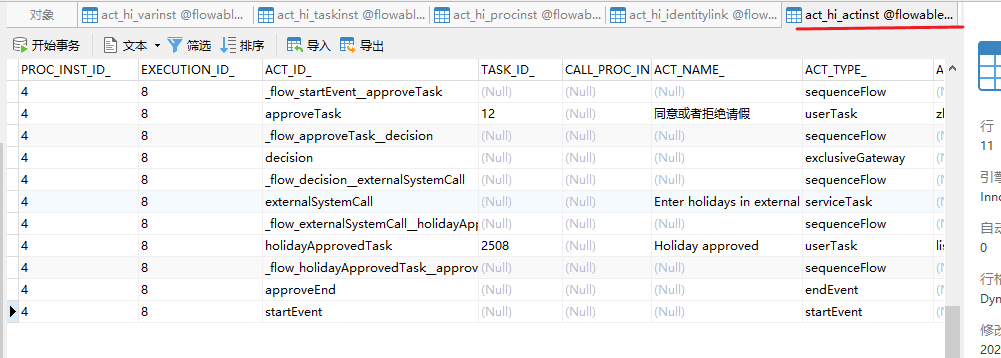 对象 act_hi_varinst @flowabl... act_hi_taskinst @flowabl... act_hi_procinst @flowab... act_hi_identitylink @flow... act_hi_actinst @flowable...
开始事务 文本 筛选 排序 导入 导出
PROC_INST_ID_ EXECUTION_ID_ ACT_ID_ TASK_ID_ CALL_PROC_IN ACT_NAME_ ACT_TYPE_ A
4 8 _flow_startEvent__approveTask (Null) (Null) (Null) sequenceFlow (N
4 8 approveTask 12 (Null) 同意或者拒绝请假 userTask zl
4 8 _flow_approveTask__decision (Null) (Null) (Null) sequenceFlow (N
4 8 decision (Null) (Null) (Null) exclusiveGateway (N
4 8 _flow_decision__externalSystemCall (Null) (Null) (Null) sequenceFlow (N
4 8 externalSystemCall (Null) (Null) Enter holidays in external serviceTask (N
4 8 _flow_externalSystemCall__holidayApp (Null) (Null) (Null) sequenceFlow (N
4 8 holidayApprovedTask 2508 (Null) Holiday approved userTask lis
4 8 _flow_holidayApprovedTask__approv (Null) (Null) (Null) sequenceFlow (N
4 8 approveEnd (Null) (Null) (Null) endEvent (N
4 8 startEvent (Null) (Null) (Null) startEvent (N
行
11
引擎
Inno
自动
0
行格
Dyn
修改
202